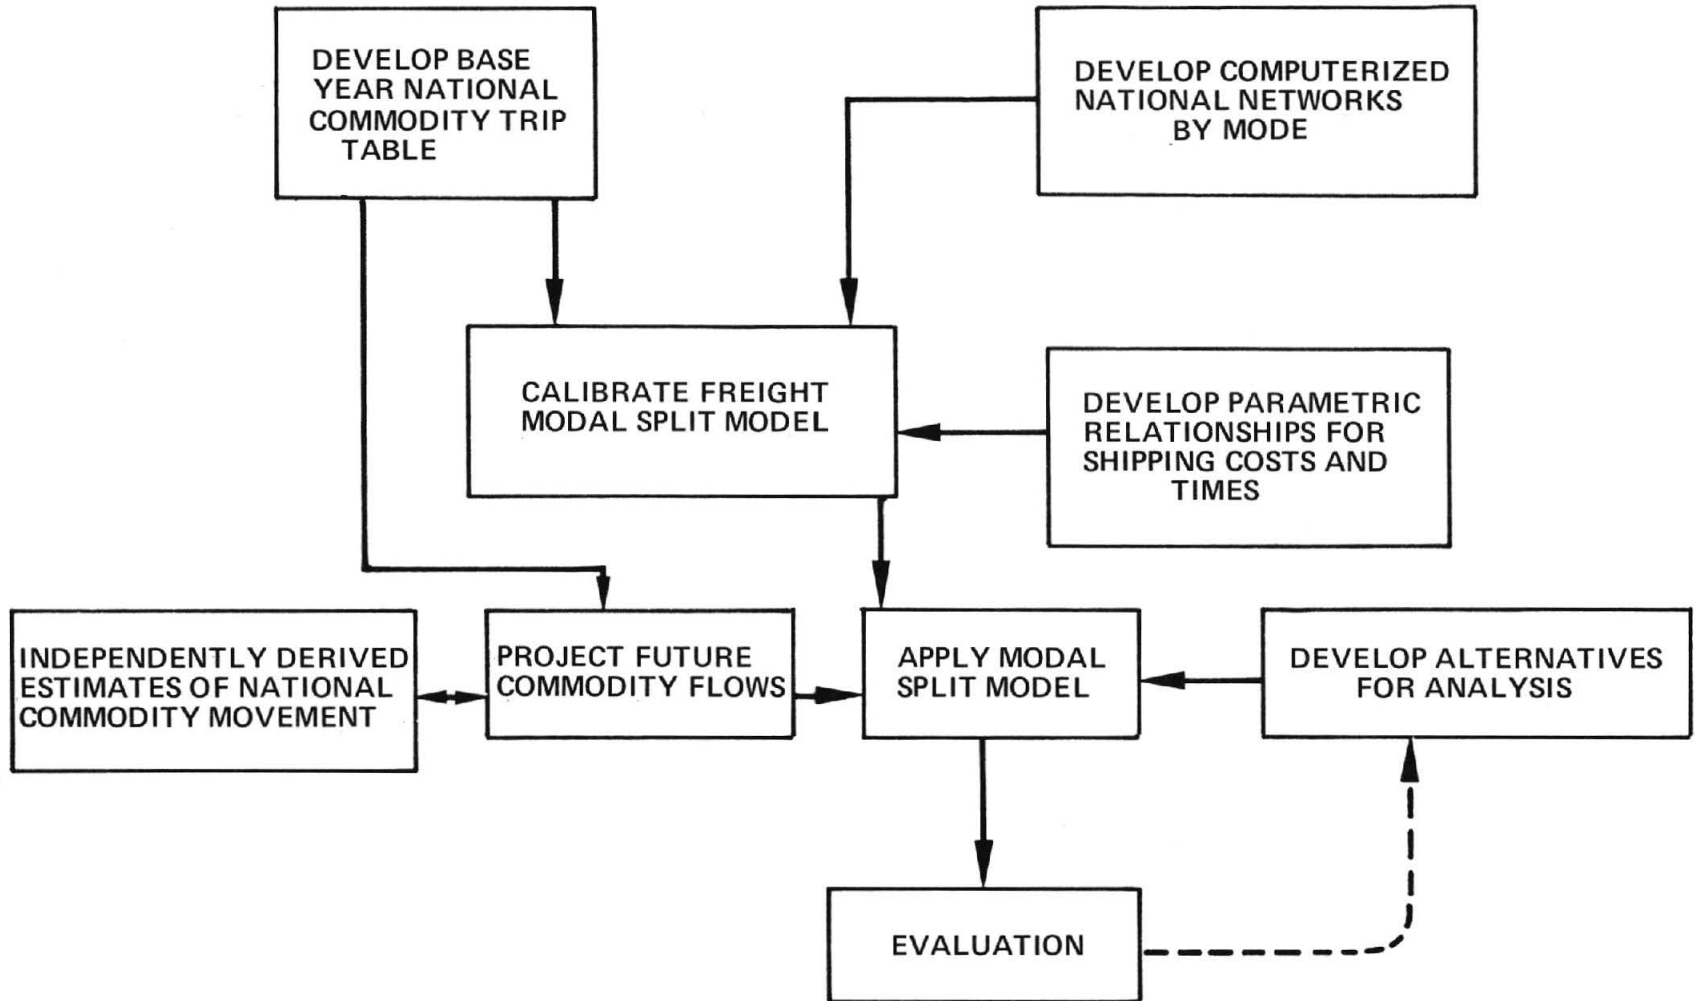 DEVELOP BASE
YEAR NATIONAL
COMMODITY TRIP
TABLE
DEVELOP COMPUTERIZED
NATIONAL NETWORKS
BY MODE
CALIBRATE FREIGHT
MODAL SPLIT MODEL
DEVELOP PARAMETRIC
RELATIONSHIPS FOR
SHIPPING COSTS AND
TIMES
INDEPENDENTLY DERIVED
ESTIMATES OF NATIONAL
COMMODITY MOVEMENT
PROJECT FUTURE
COMMODITY FLOWS
APPLY MODAL
SPLIT MODEL
DEVELOP ALTERNATIVES
FOR ANALYSIS
EVALUATION